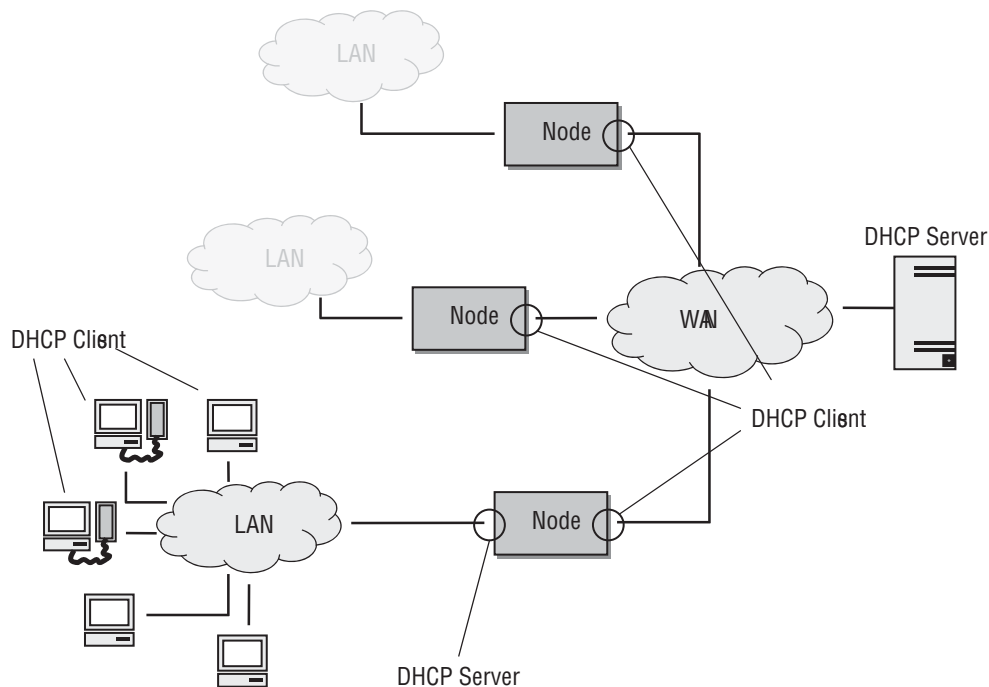 LAN
Node
DHCP Server
LAN
Node
WAN
DHCP Client
DHCP Client
LAN
Node
DHCP Server